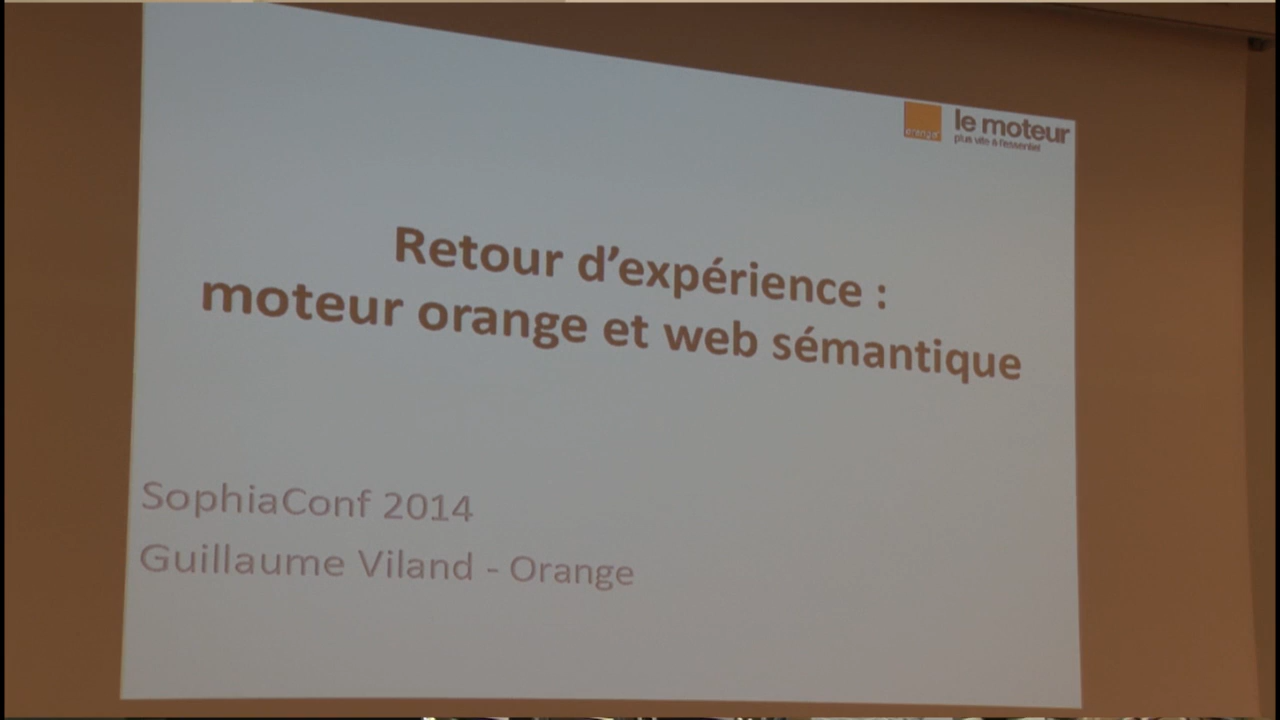 orange
le moteur
plus vite à l'essentiel
Retour d'expérience :
moteur orange et web sémantique
SophiaConf 2014
Guillaume Viland - Orange